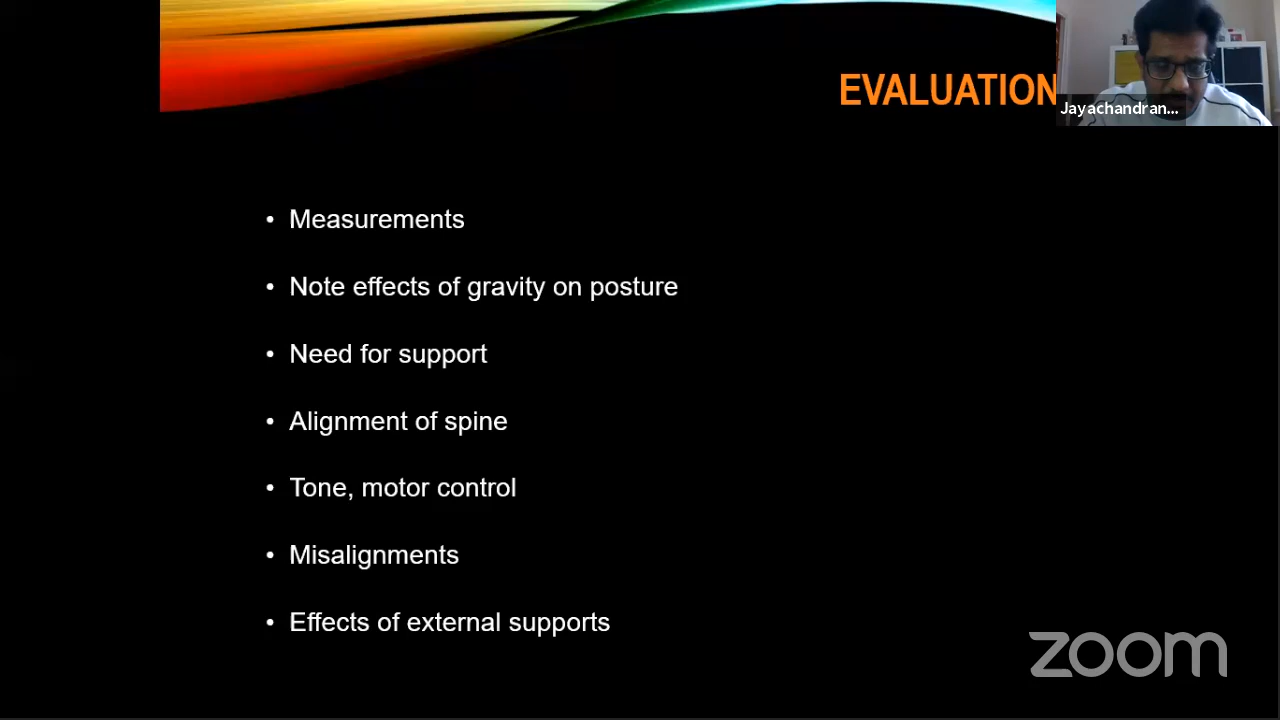 EVALUATION
Jayachandran...
• Measurements
• Note effects of gravity on posture
• Need for support
• Alignment of spine
• Tone, motor control
• Misalignments
• Effects of external supports
zoom